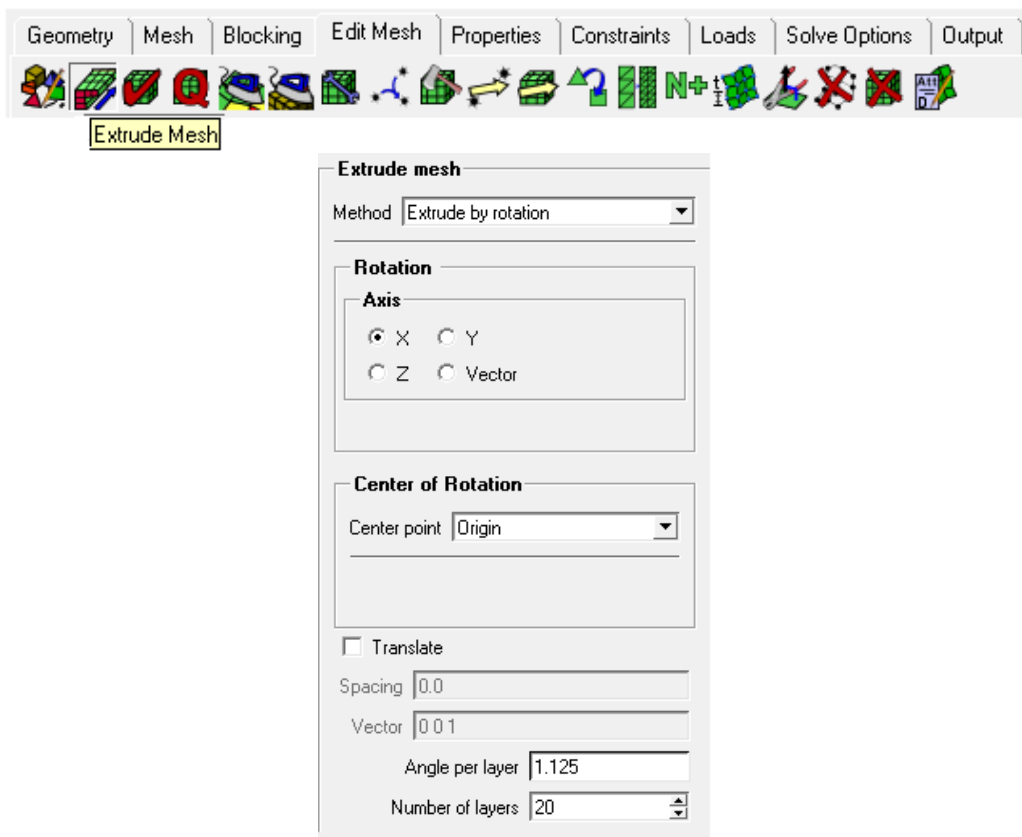 Geometry Mesh Blocking Edit Mesh Properties Constraints Loads Solve Options Output
Q N+ t Att
I D
Extrude Mesh
Extrude mesh
Method Extrude by rotation
Rotation
Axis
X Y
Z Vector
Center of Rotation
Center point Origin
Translate
Spacing 0.0
Vector 0 0 1
Angle per layer 1.125
Number of layers 20